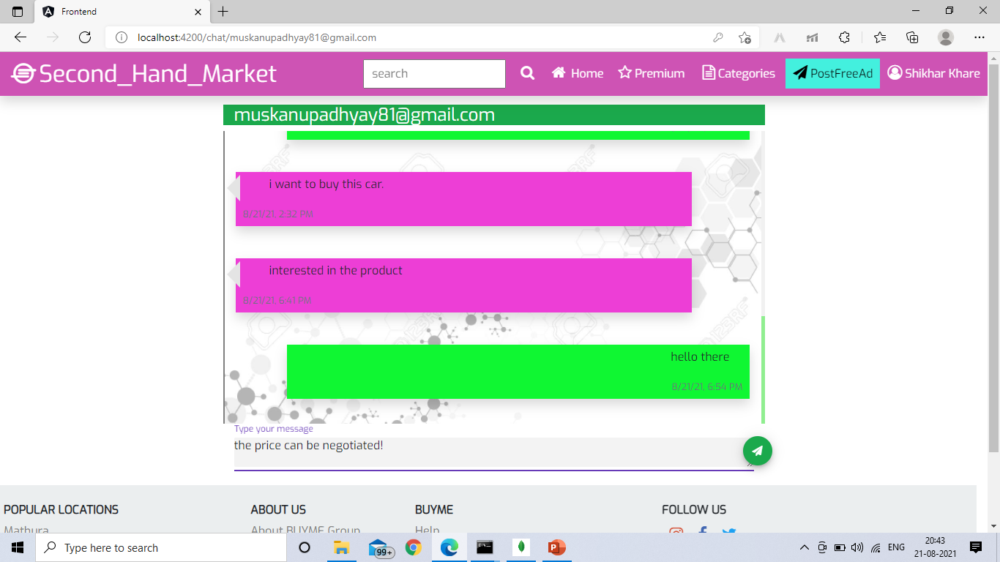 Frontend
localhost:4200/chat/muskanupadhyay81@gmail.com
Second_Hand_Market
search
Home
Premium
Categories
PostFreeAd
Shikhar Khare
muskanupadhyay81@gmail.com
i want to buy this car.
8/21/21, 2:32 PM
interested in the product
8/21/21, 6:41 PM
hello there
8/21/21, 6:54 PM
123RF
Type your message
the price can be negotiated!
POPULAR LOCATIONS
ABOUT US
BUYME
FOLLOW US
Mathura
About BUYME Group
Help
Type here to search
99+
ENG
20:43
21-08-2021